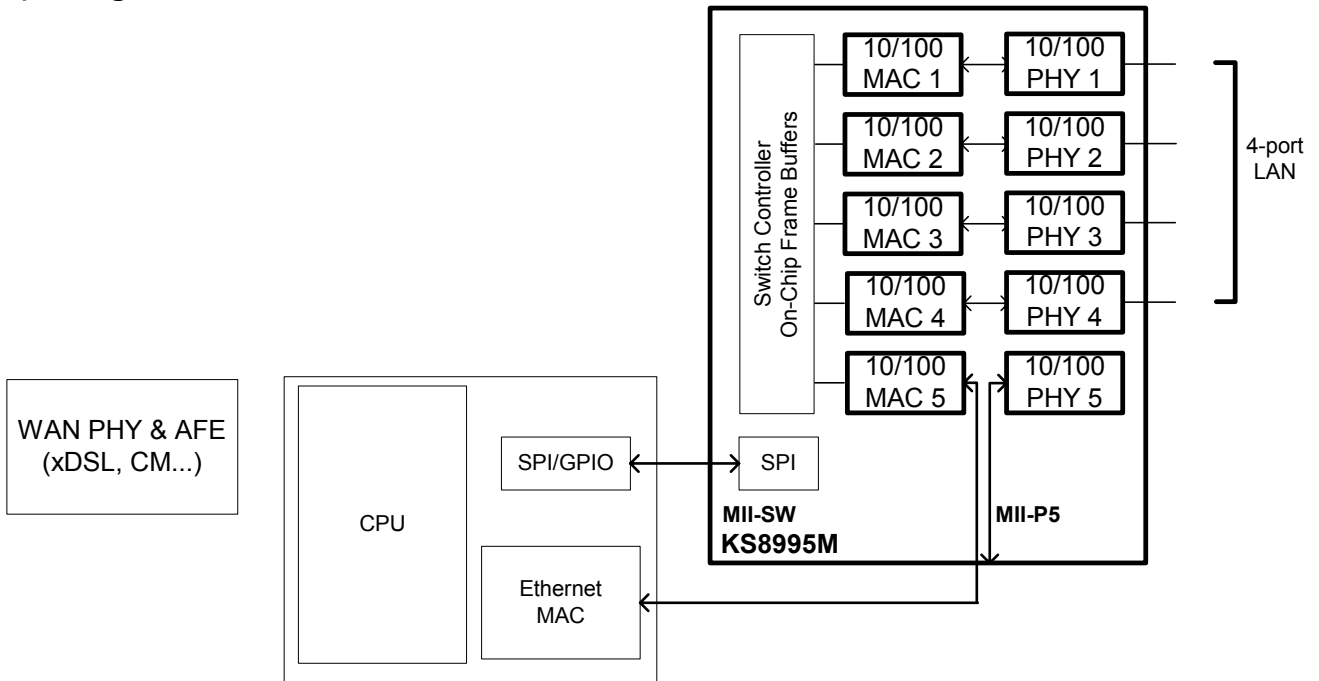 10/100
MAC 1
10/100
PHY 1
10/100
MAC 2
10/100
PHY 2
10/100
MAC 3
10/100
PHY 3
10/100
MAC 4
10/100
PHY 4
10/100
MAC 5
10/100
PHY 5
Switch Controller
On-Chip Frame Buffers
4-port
LAN
WAN PHY & AFE
(xDSL, CM...)
CPU
SPI/GPIO
SPI
Ethernet
MAC
MII-SW
MII-P5
KS8995M